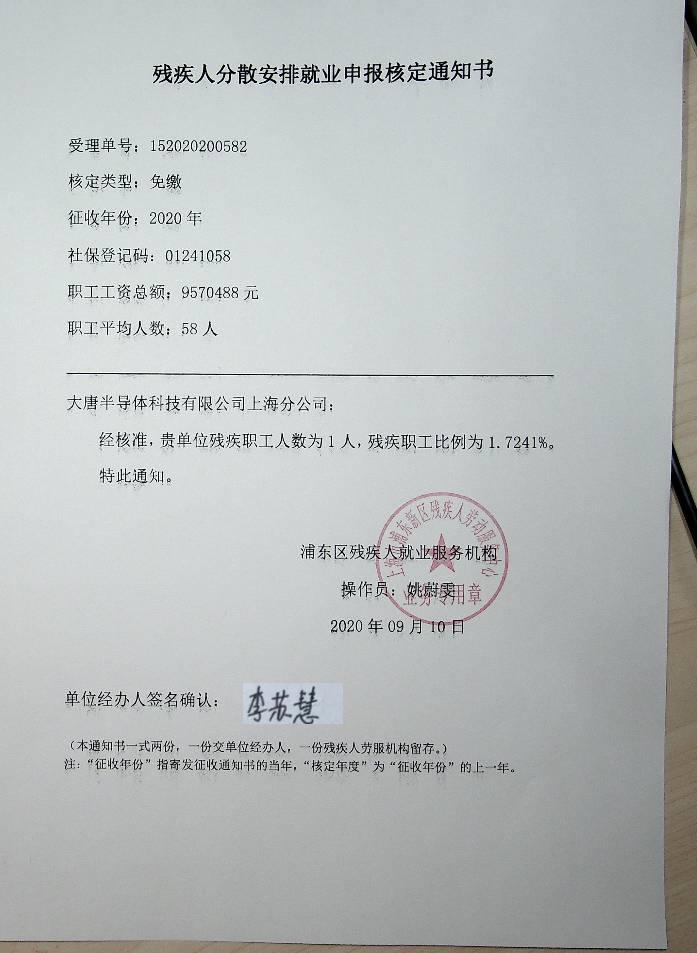 残疾人分散安排就业申报核定通知书
受理单号：152020200582
核定类型：免缴
征收年份：2020 年
社保登记码：01241058
职工工资总额：9570488 元
职工平均人数：58 人
大唐半导体科技有限公司上海分公司：
经核准，贵单位残疾职工人数为 1 人，残疾职工比例为 1.7241%。
特此通知。
上海市浦东新区残疾人劳动服务中心
浦东区残疾人就业服务机构
操作员：姚蔚雯
业务专用章
2020 年 09 月 10 日
单位经办人签名确认：李苏慧
（本通知书一式两份，一份交单位经办人，一份残疾人劳服机构留存。）
注：“征收年份”指寄发征收通知书的当年，“核定年度”为“征收年份”的上一年。